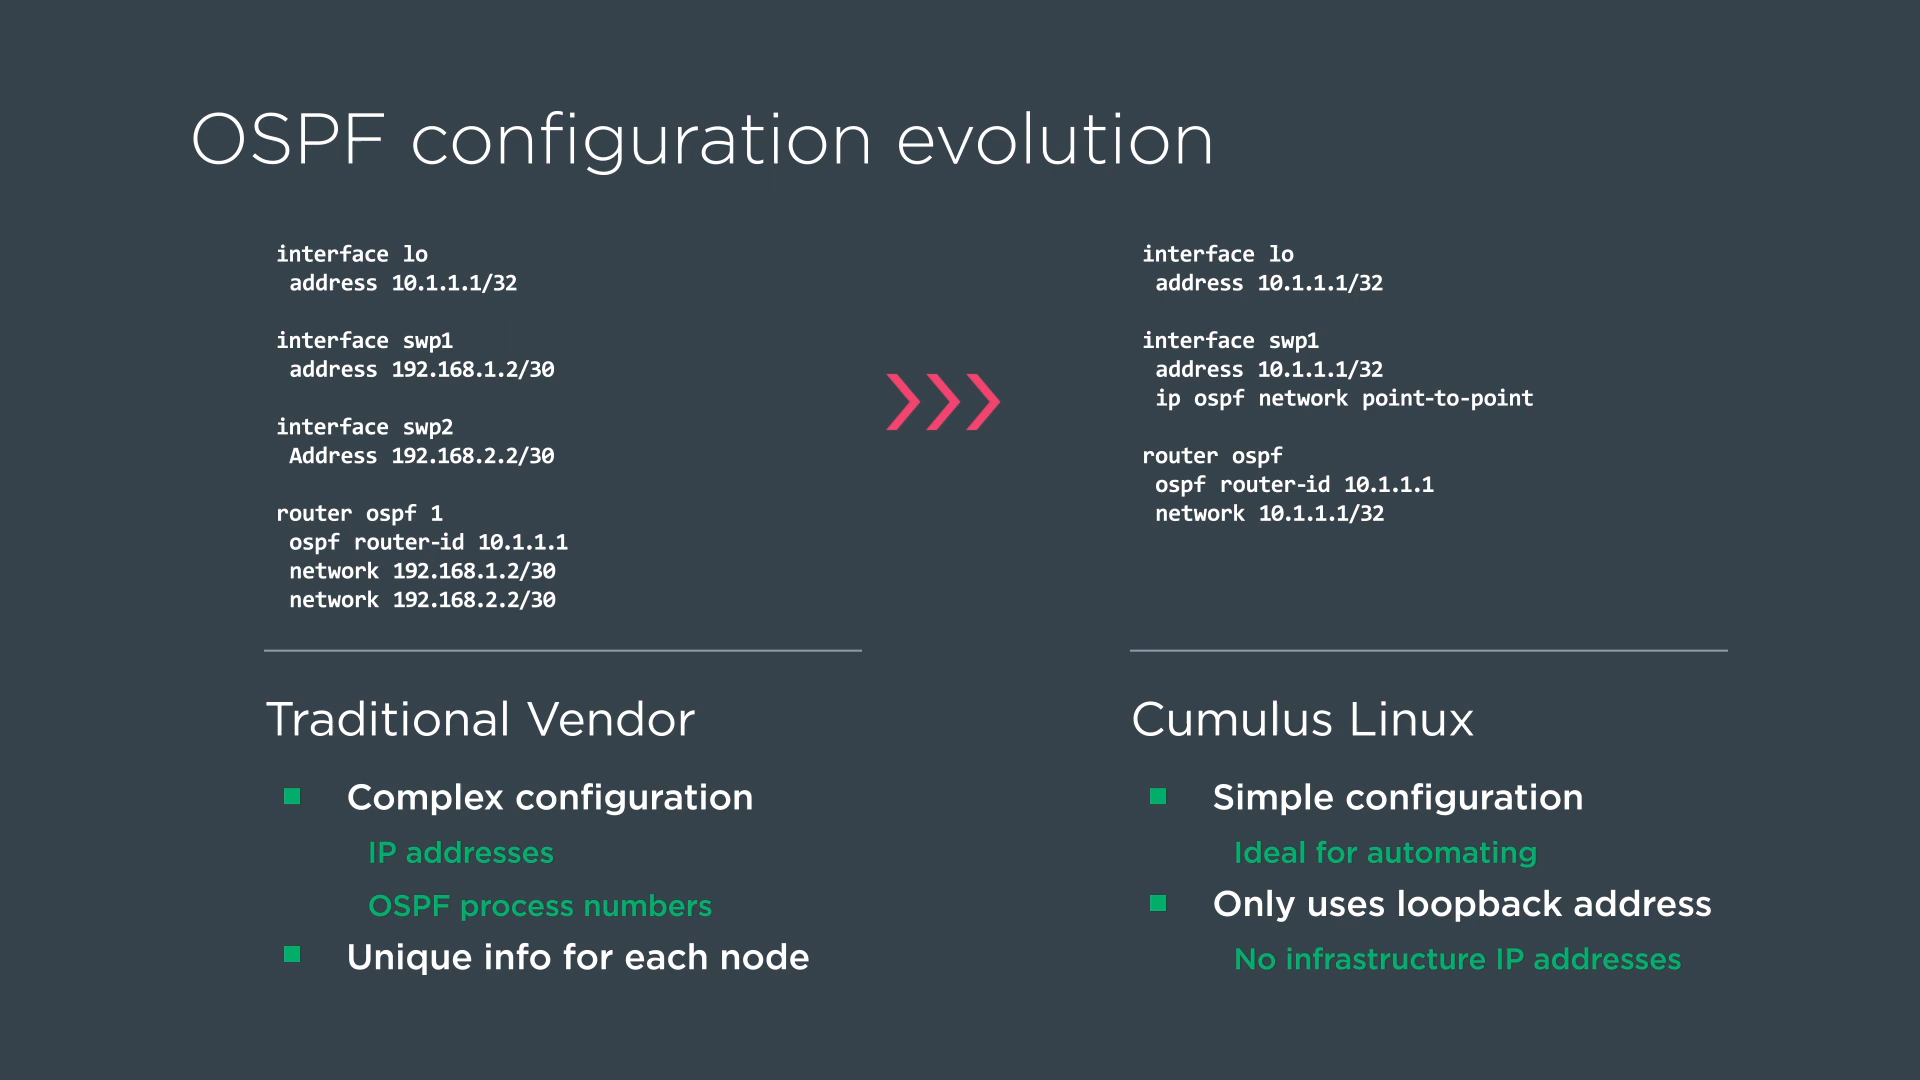 OSPF configuration evolution
interface lo
address 10.1.1.1/32
interface swp1
address 192.168.1.2/30
interface swp2
Address 192.168.2.2/30
router ospf 1
ospf router-id 10.1.1.1
network 192.168.1.2/30
network 192.168.2.2/30
Traditional Vendor
Complex configuration
IP addresses
OSPF process numbers
Unique info for each node
interface lo
address 10.1.1.1/32
interface swp1
address 10.1.1.1/32
ip ospf network point-to-point
router ospf
ospf router-id 10.1.1.1
network 10.1.1.1/32
Cumulus Linux
Simple configuration
Ideal for automating
Only uses loopback address
No infrastructure IP addresses